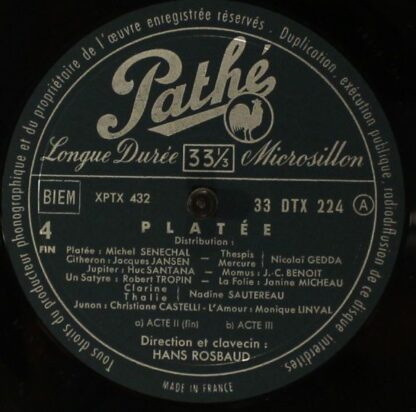 Tous droits du producteur phonographique et du propriétaire de l'œuvre enregistrée réservés. Duplication, exécution publique, radiodiffusion de ce disque interdites
Pathé
Longue Durée 33⅓ Microsillon
BIEM XPTX 432 33 DTX 224 A
PLATÉE
4
FIN
Distribution :
Platée : Michel SENECHAL Thespis
Mercure Nicolaï GEDDA
Citheron : Jacques JANSEN
Jupiter : Huc SANTANA Momus : J.-C. BENOIT
Un Satyre : Robert TROPIN La Folie : Janine MICHEAU
Clarine
Thalie Nadine SAUTEREAU
Junon : Christiane CASTELLI - L'Amour : Monique LINVAL
a) ACTE II (fin) b) ACTE III
Direction et clavecin :
HANS ROSBAUD
MADE IN FRANCE